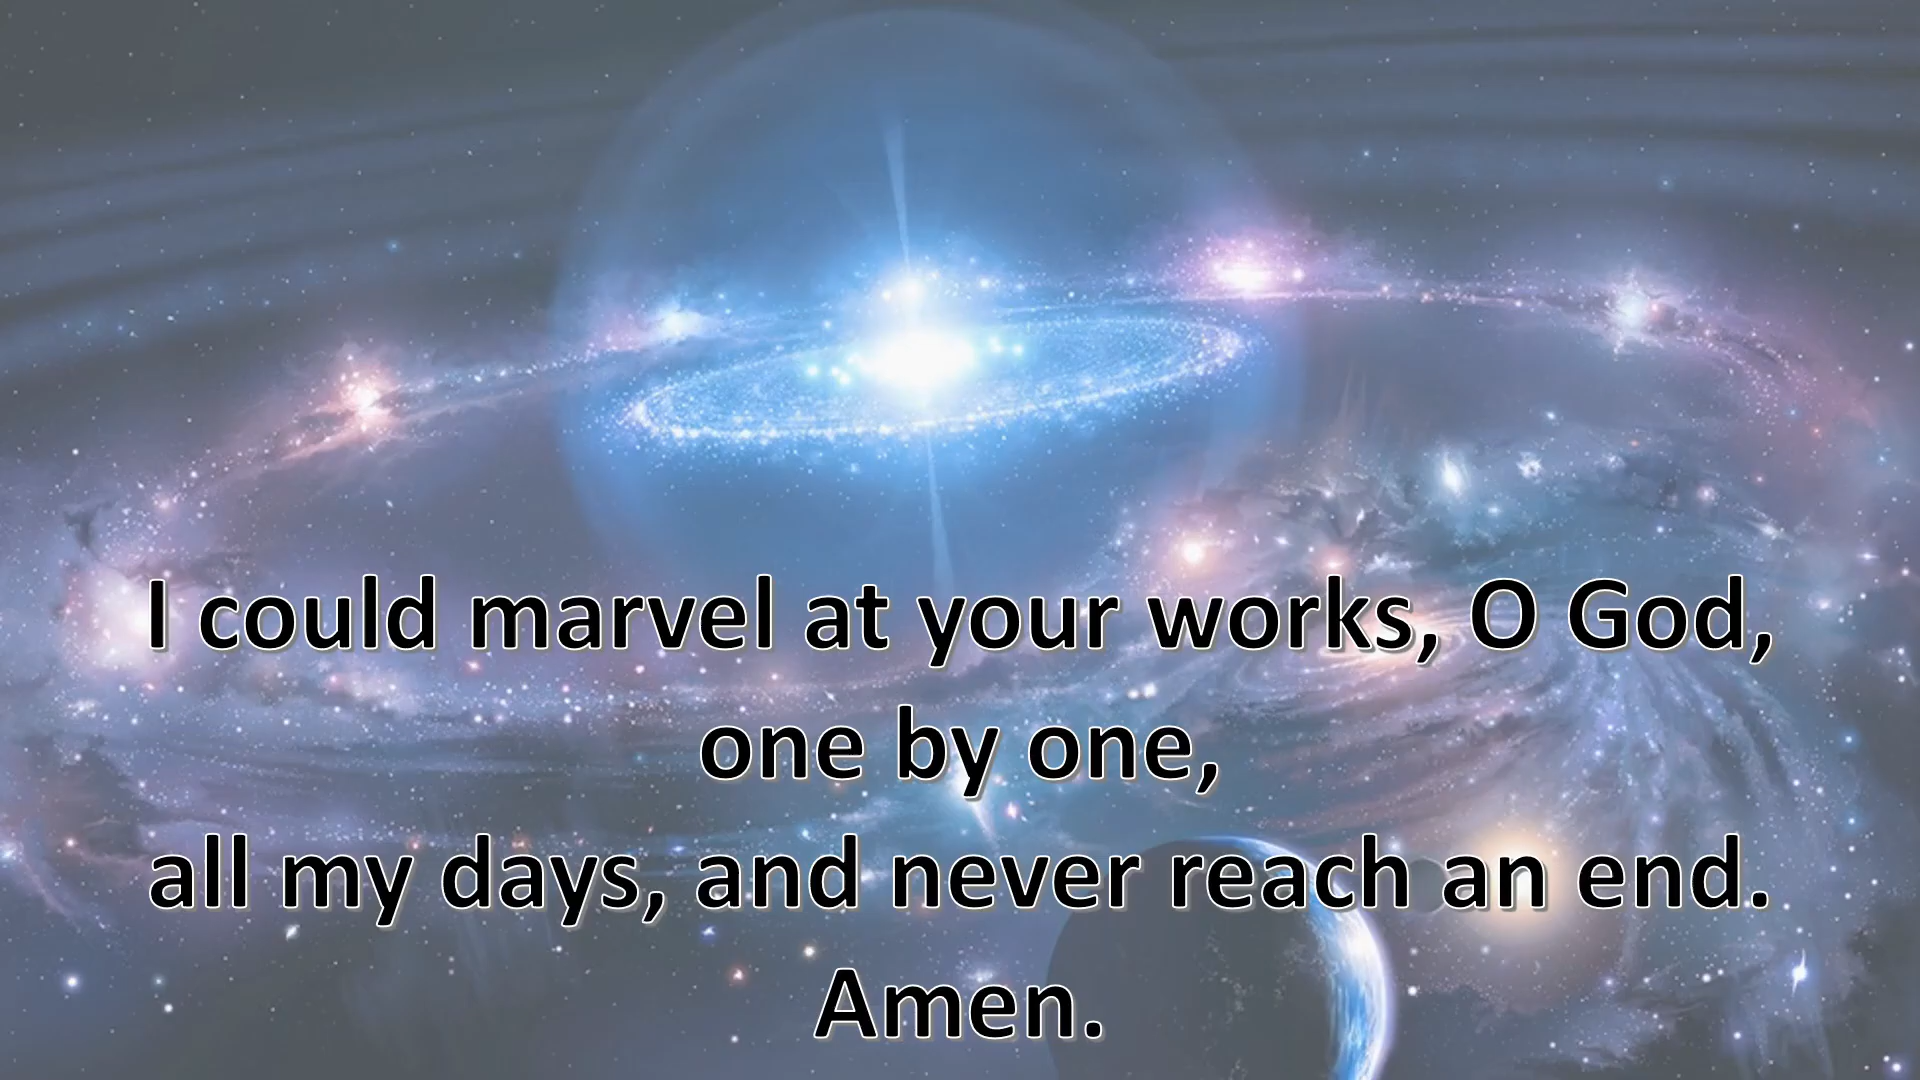 I could marvel at your works, O God,
one by one,
all my days, and never reach an end.
Amen.